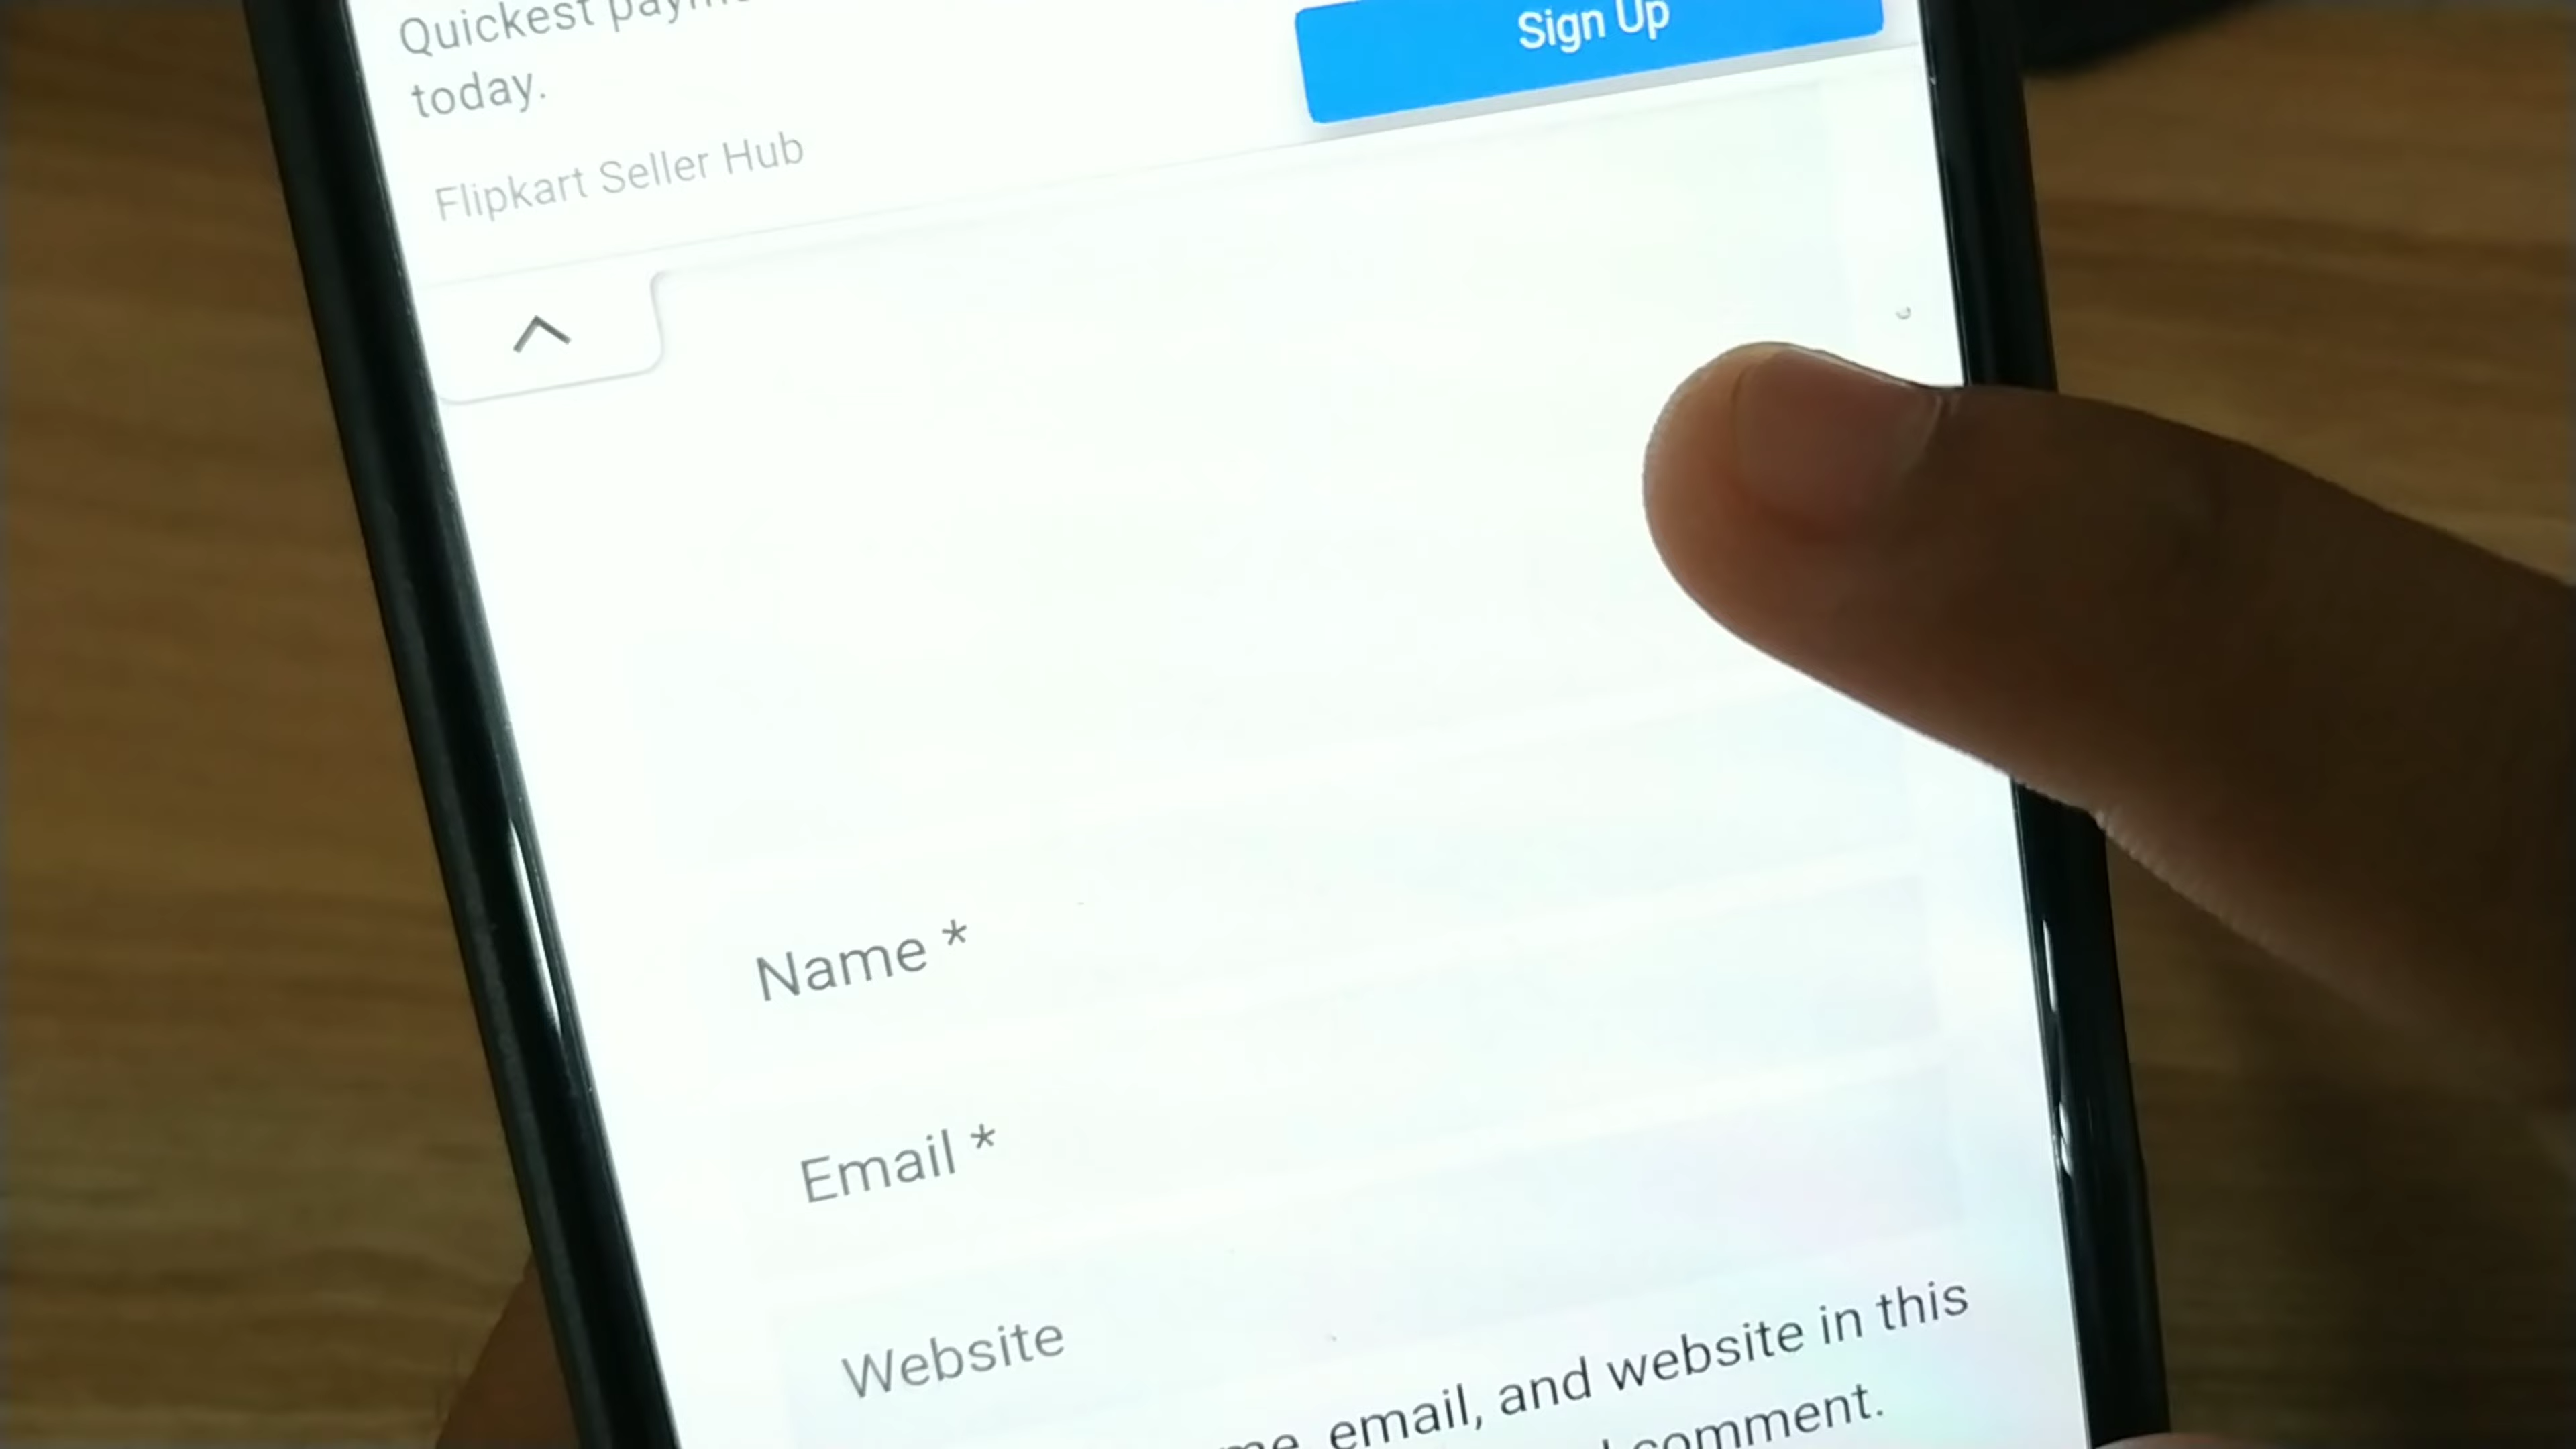 Quickest
today.
Sign Up
Flipkart Seller Hub
Name *
Email *
Website
email, and website in this
comment.